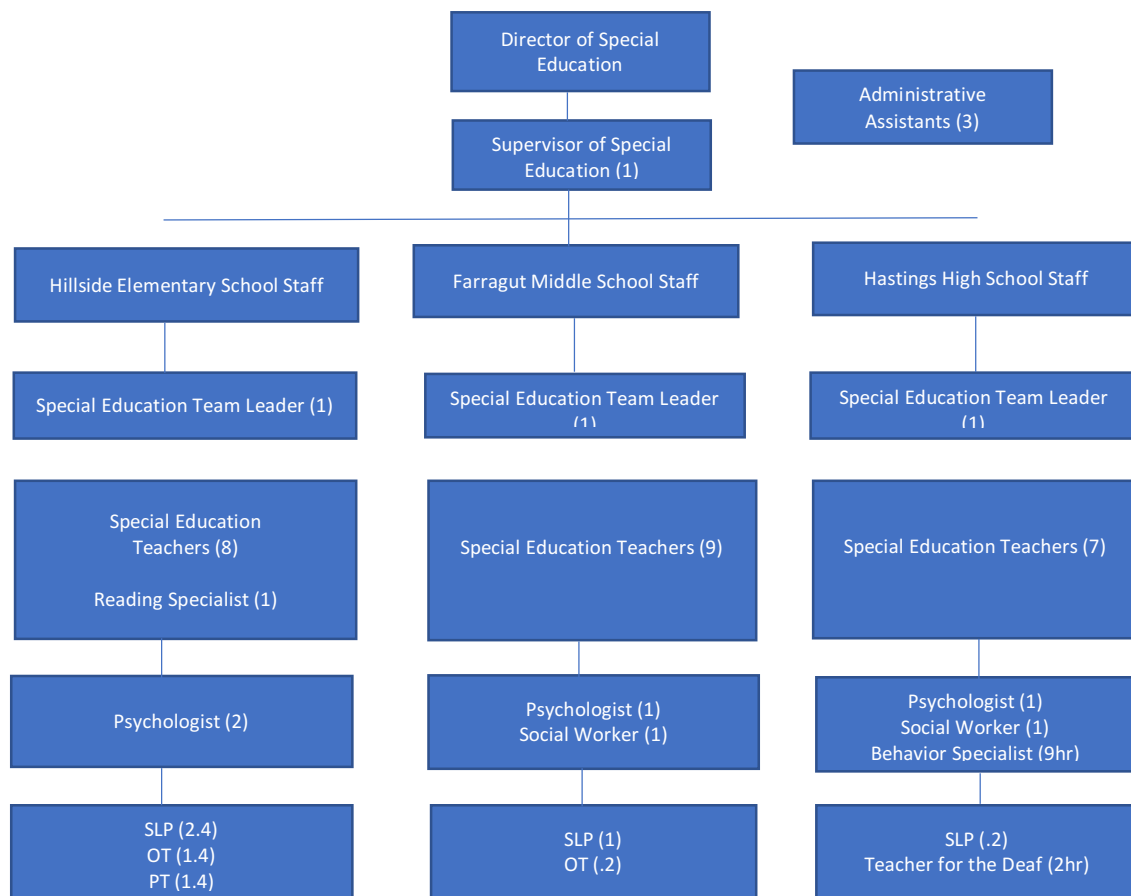 Director of Special
Education
Administrative
Assistants (3)
Supervisor of Special
Education (1)
Hillside Elementary School Staff
Farragut Middle School Staff
Hastings High School Staff
Special Education Team Leader (1)
Special Education Team Leader
(1)
Special Education Team Leader
(1)
Special Education
Teachers (8)
Reading Specialist (1)
Special Education Teachers (9)
Special Education Teachers (7)
Psychologist (2)
Psychologist (1)
Social Worker (1)
Psychologist (1)
Social Worker (1)
Behavior Specialist (9hr)
SLP (2.4)
OT (1.4)
PT (1.4)
SLP (1)
OT (.2)
SLP (.2)
Teacher for the Deaf (2hr)